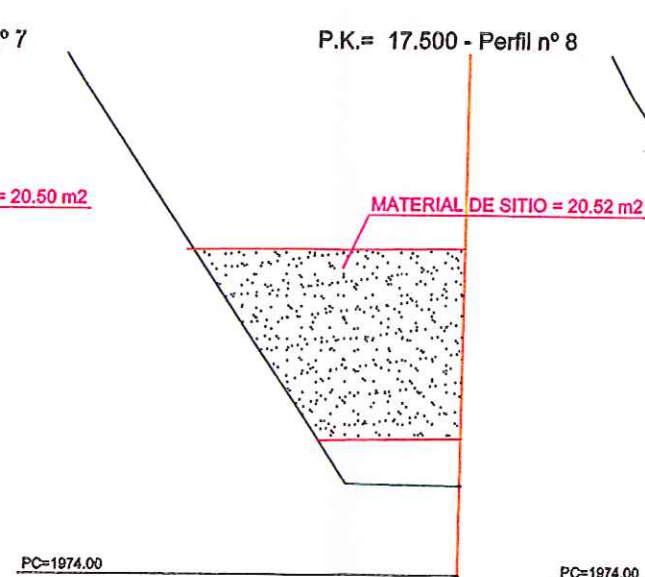 º 7
P.K.= 17.500 - Perfil nº 8
= 20.50 m2
MATERIAL DE SITIO = 20.52 m2
PC=1974.00
PC=1974.00